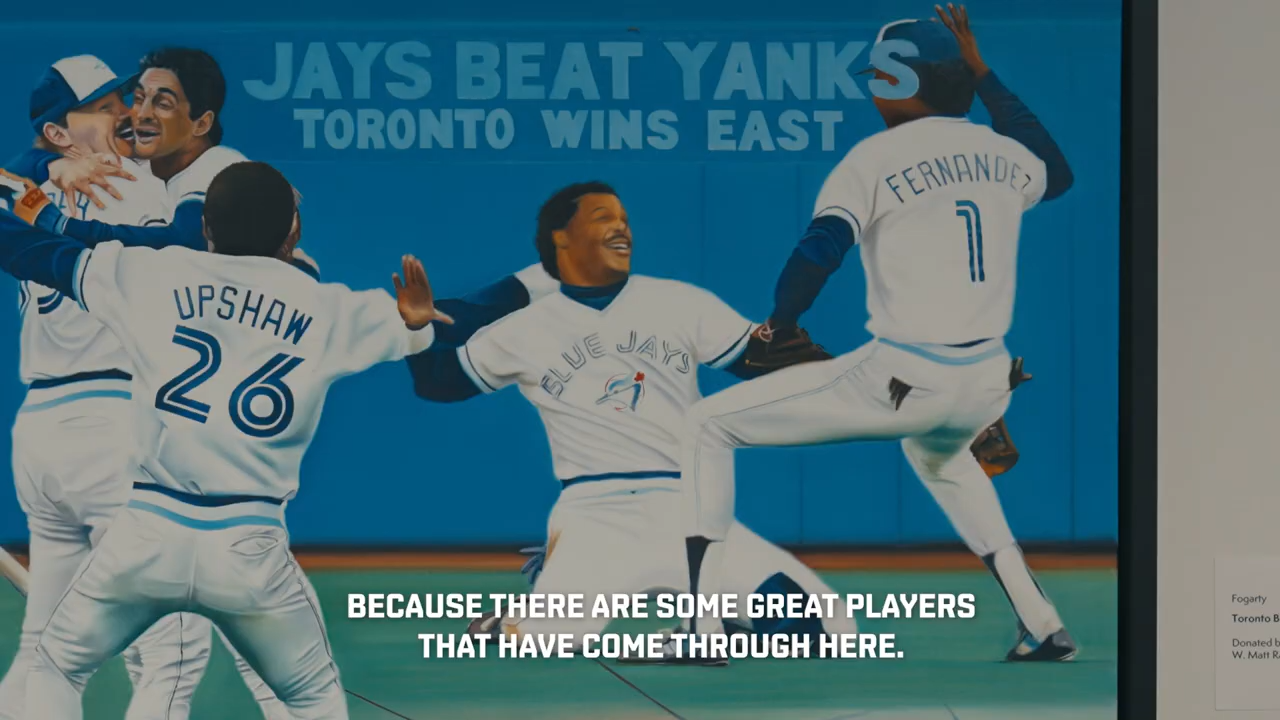 JAYS BEAT YANKS
TORONTO WINS EAST
FERNANDEZ
1
UPSHAW
26
BLUE JAYS
BECAUSE THERE ARE SOME GREAT PLAYERS
THAT HAVE COME THROUGH HERE.
Fogarty
Toronto
Donated
W. Matt